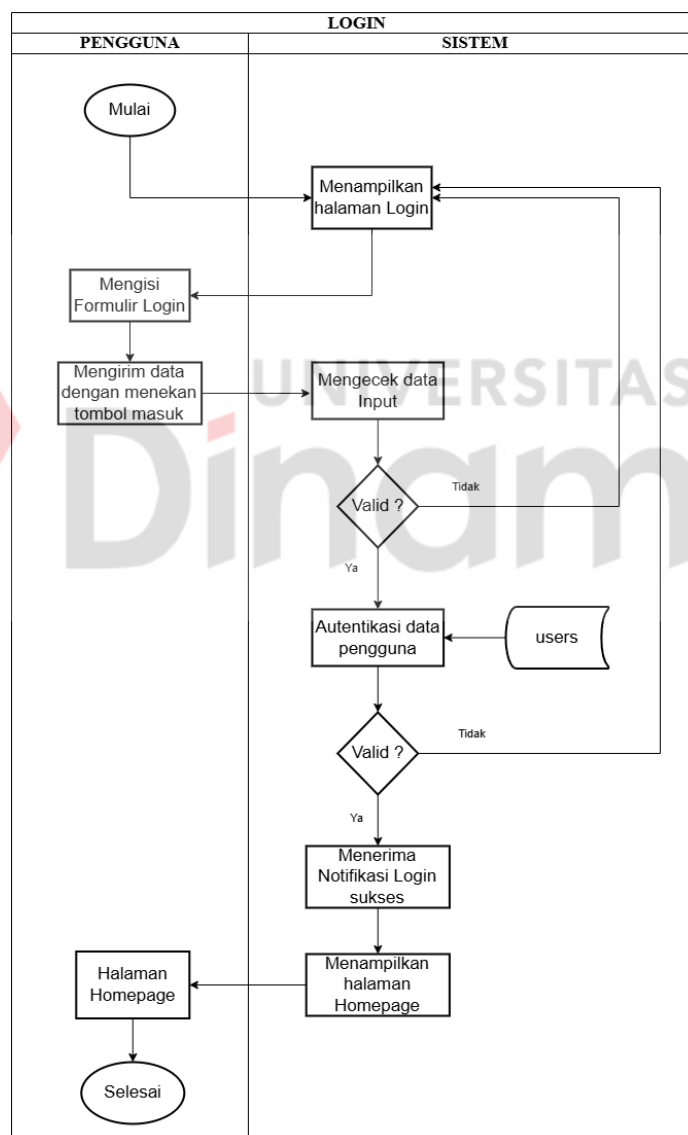 LOGIN
PENGGUNA
SISTEM
Mulai
Menampilkan
halaman Login
Mengisi
Formulir Login
UNIVERSITAS
Mengirim data
dengan menekan
tombol masuk
Mengecek data
Input
Dinam
Valid ?
Tidak
Ya
Autentikasi data
pengguna
users
Valid ?
Tidak
Ya
Menerima
Notifikasi Login
sukses
Menampilkan
halaman
Homepage
Halaman
Homepage
Selesai